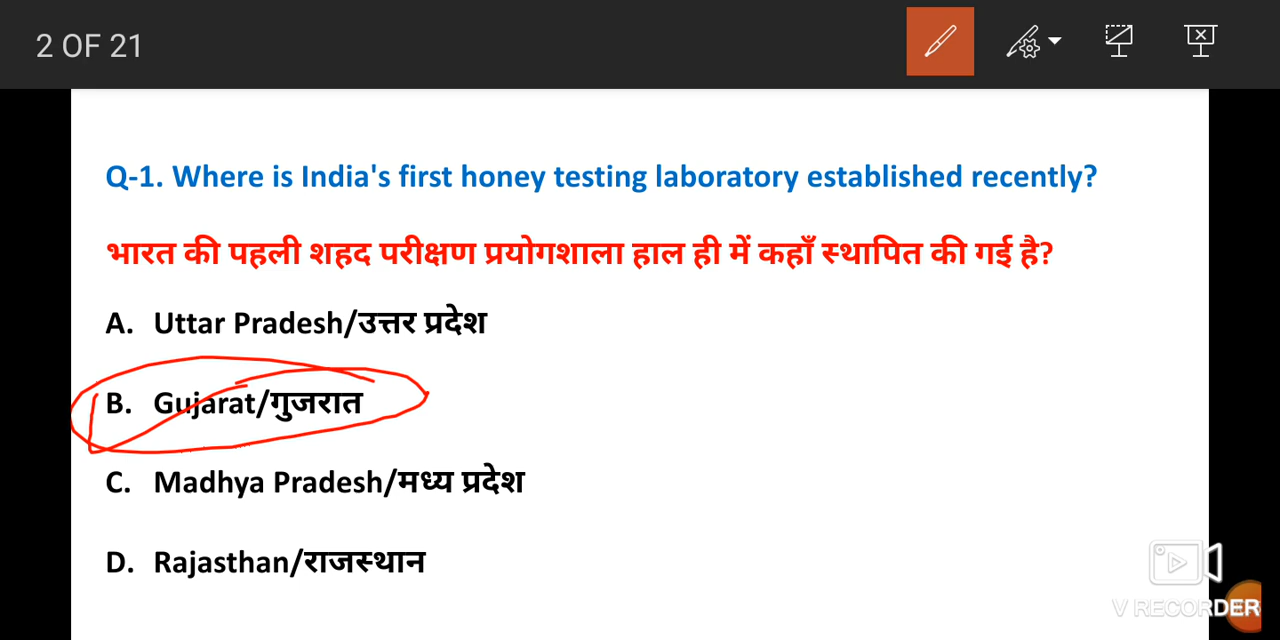 2 OF 21
Q-1. Where is India's first honey testing laboratory established recently?
भारत की पहली शहद परीक्षण प्रयोगशाला हाल ही में कहाँ स्थापित की गई है?
A. Uttar Pradesh/उत्तर प्रदेश
B. Gujarat/गुजरात
C. Madhya Pradesh/मध्य प्रदेश
D. Rajasthan/राजस्थान
V RECORDER